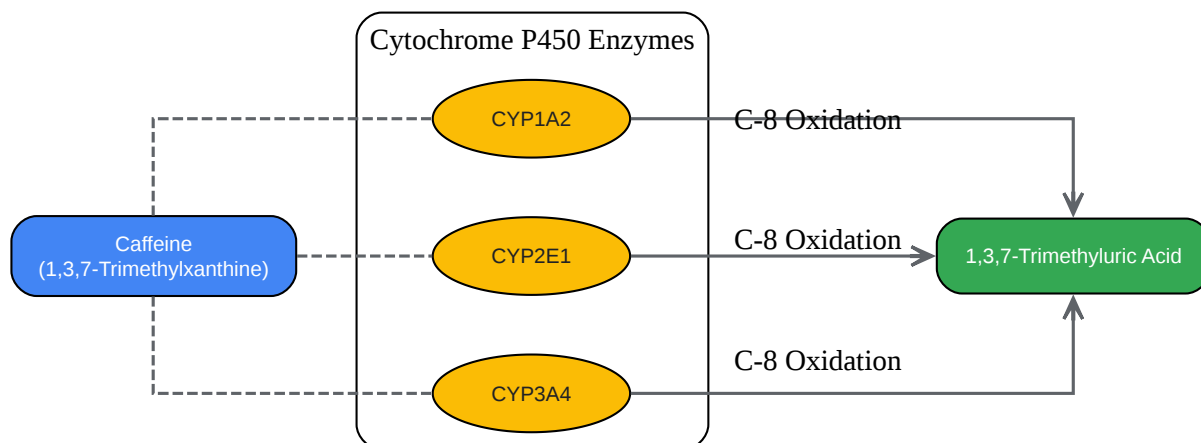 Cytochrome P450 Enzymes
CYP1A2
C-8 Oxidation
Caffeine
(1,3,7-Trimethylxanthine)
CYP2E1
C-8 Oxidation
1,3,7-Trimethyluric Acid
CYP3A4
C-8 Oxidation